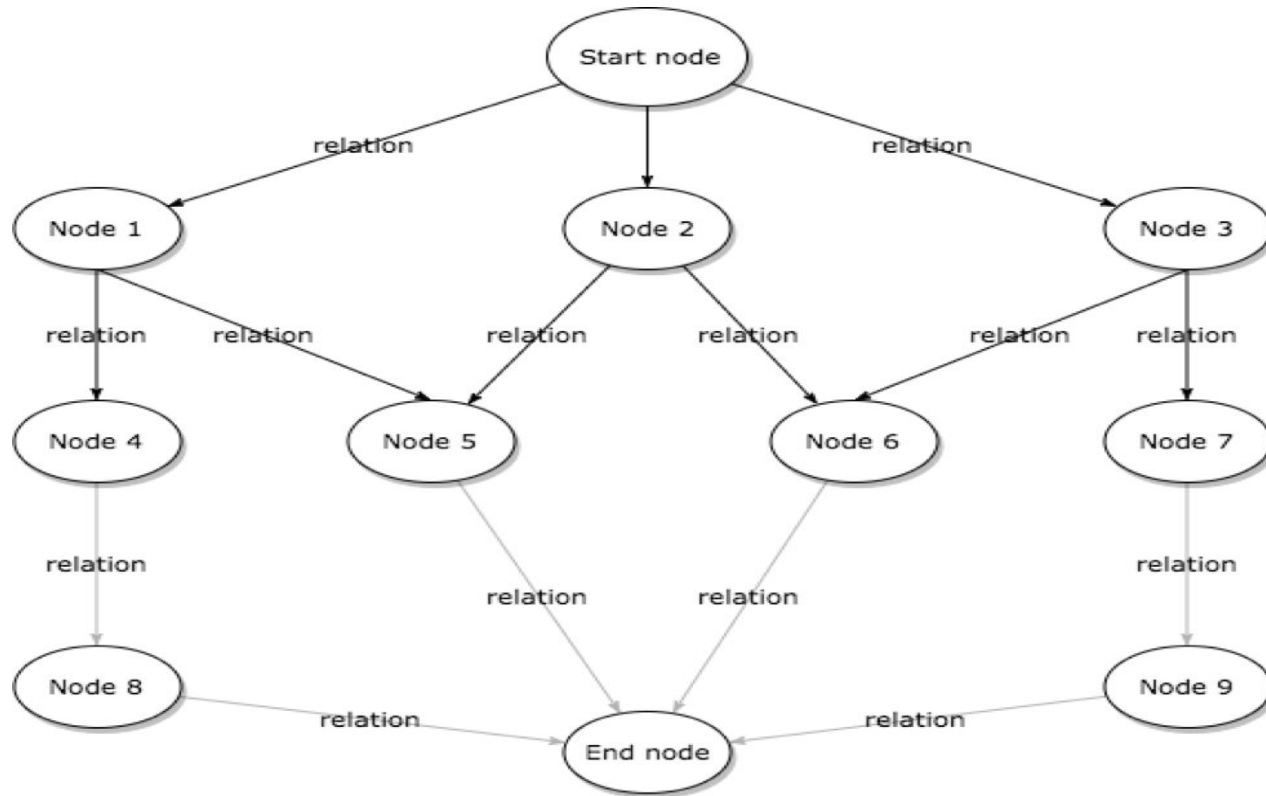 Start node
relation
relation
Node 1
Node 2
Node 3
relation
relation
relation
relation
relation
relation
Node 4
Node 5
Node 6
Node 7
relation
relation
relation
relation
Node 8
Node 9
relation
relation
End node